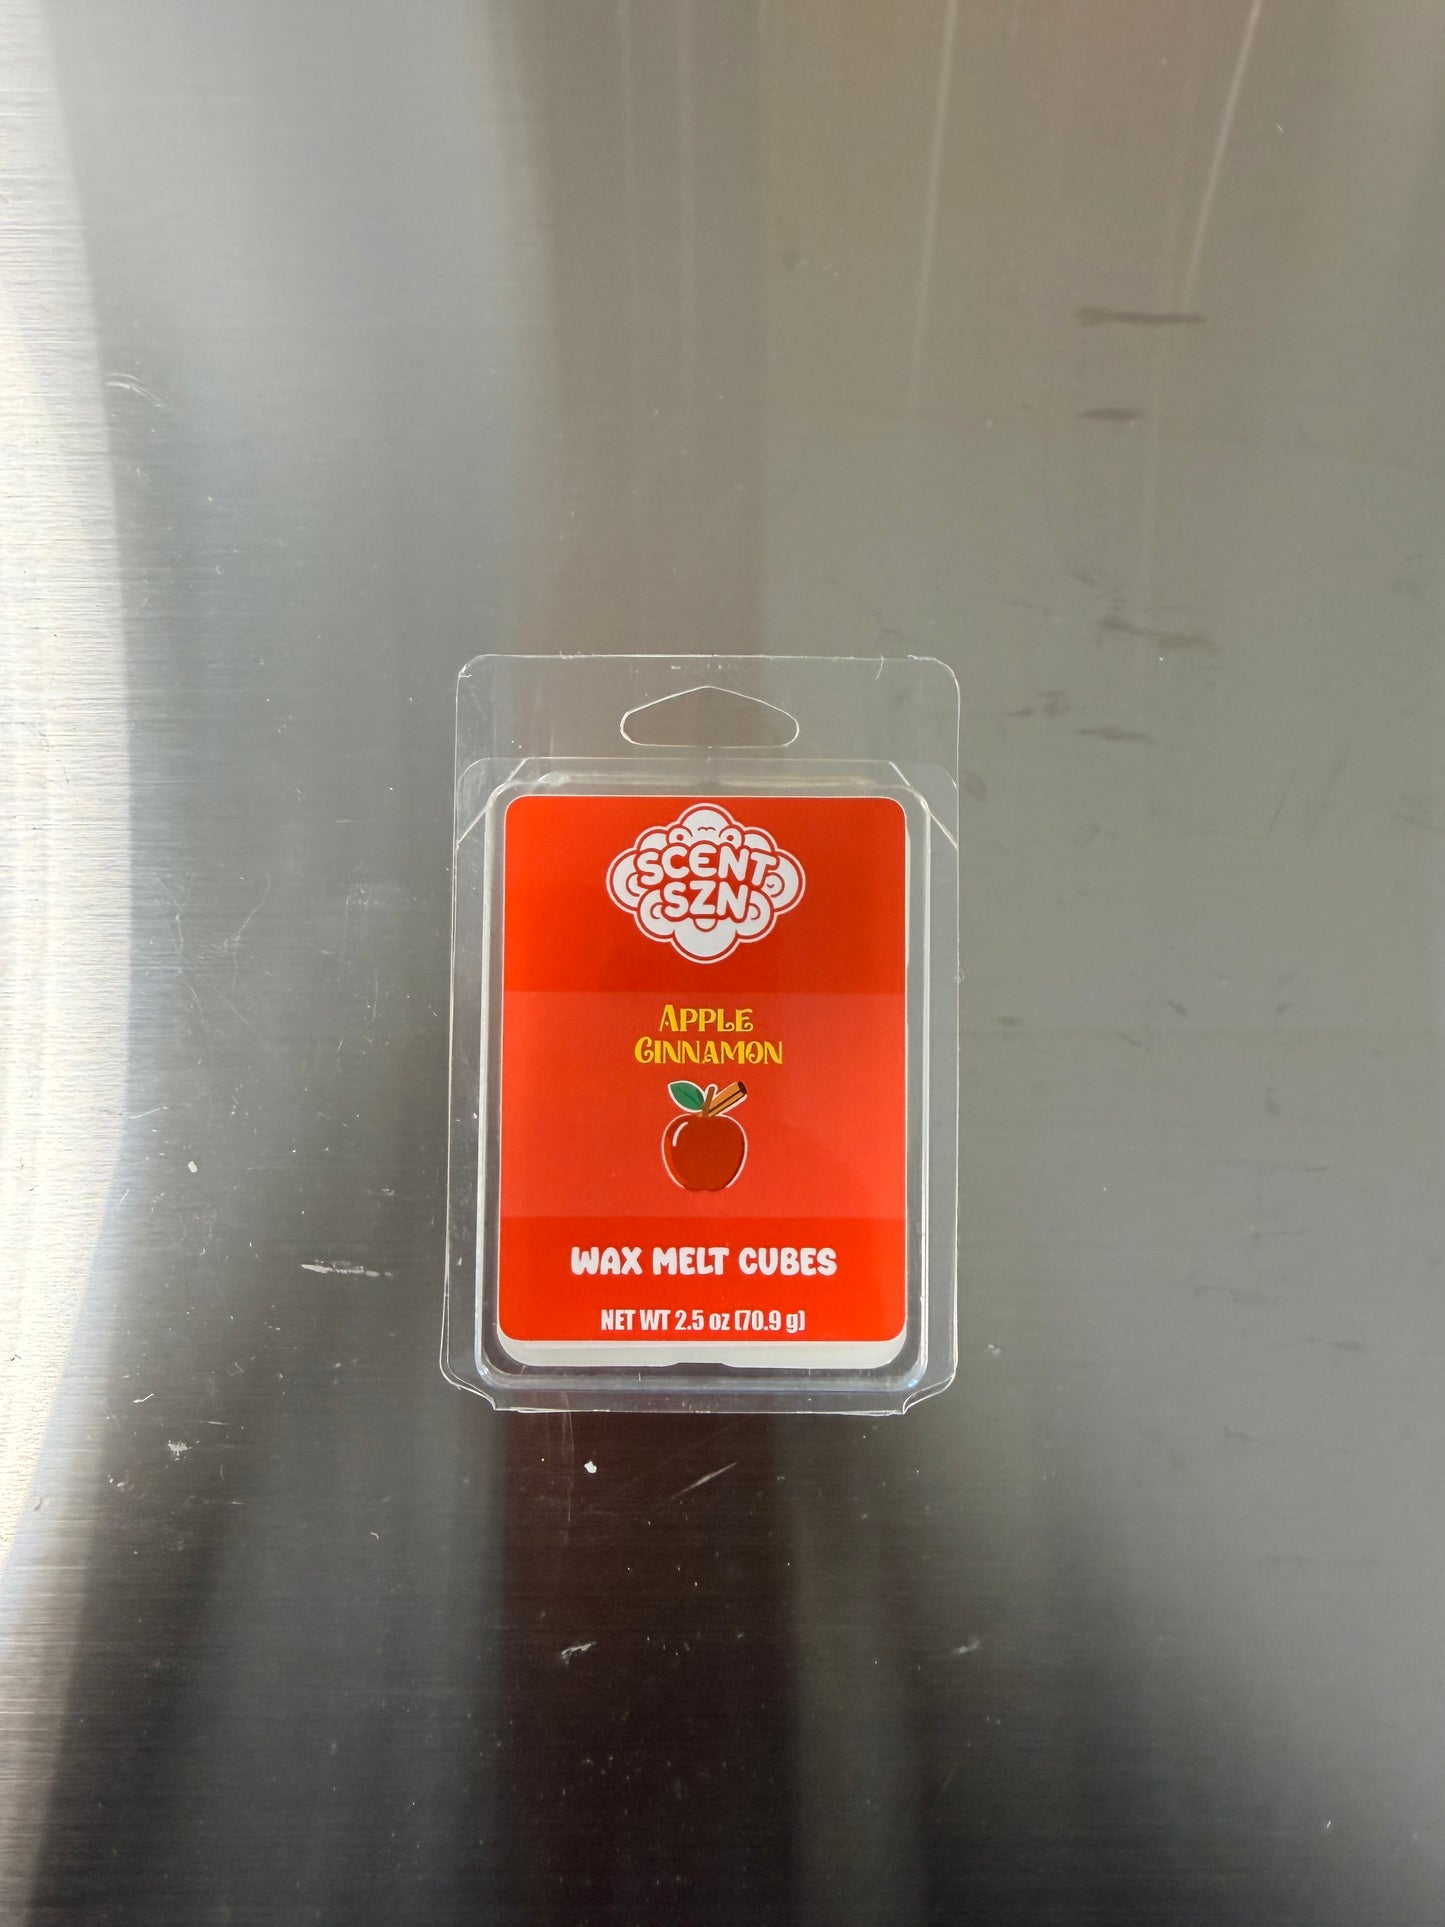 SCENT
SZN
APPLE
CINNAMON
WAX MELT CUBES
NET WT 2.5 oz (70.9 g)